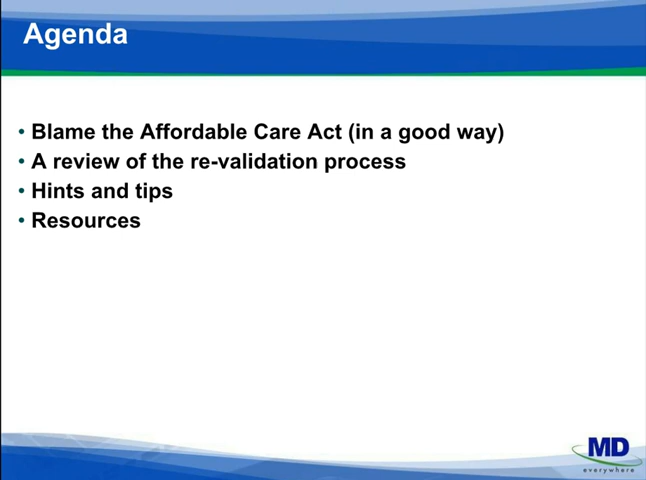 Agenda
• Blame the Affordable Care Act (in a good way)
• A review of the re-validation process
• Hints and tips
• Resources
MD
everywhere